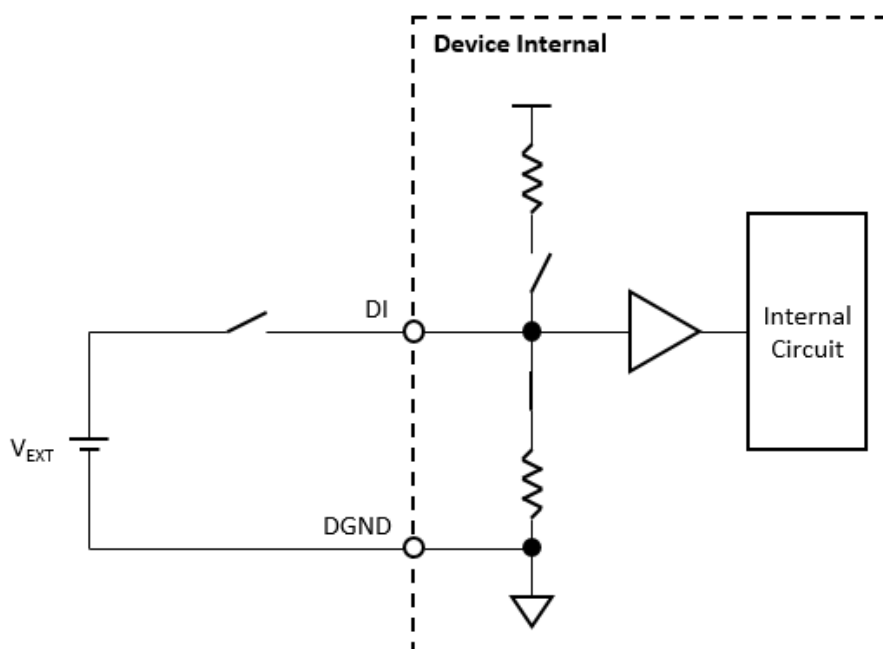 Device Internal
DI
Internal
Circuit
VEXT
DGND